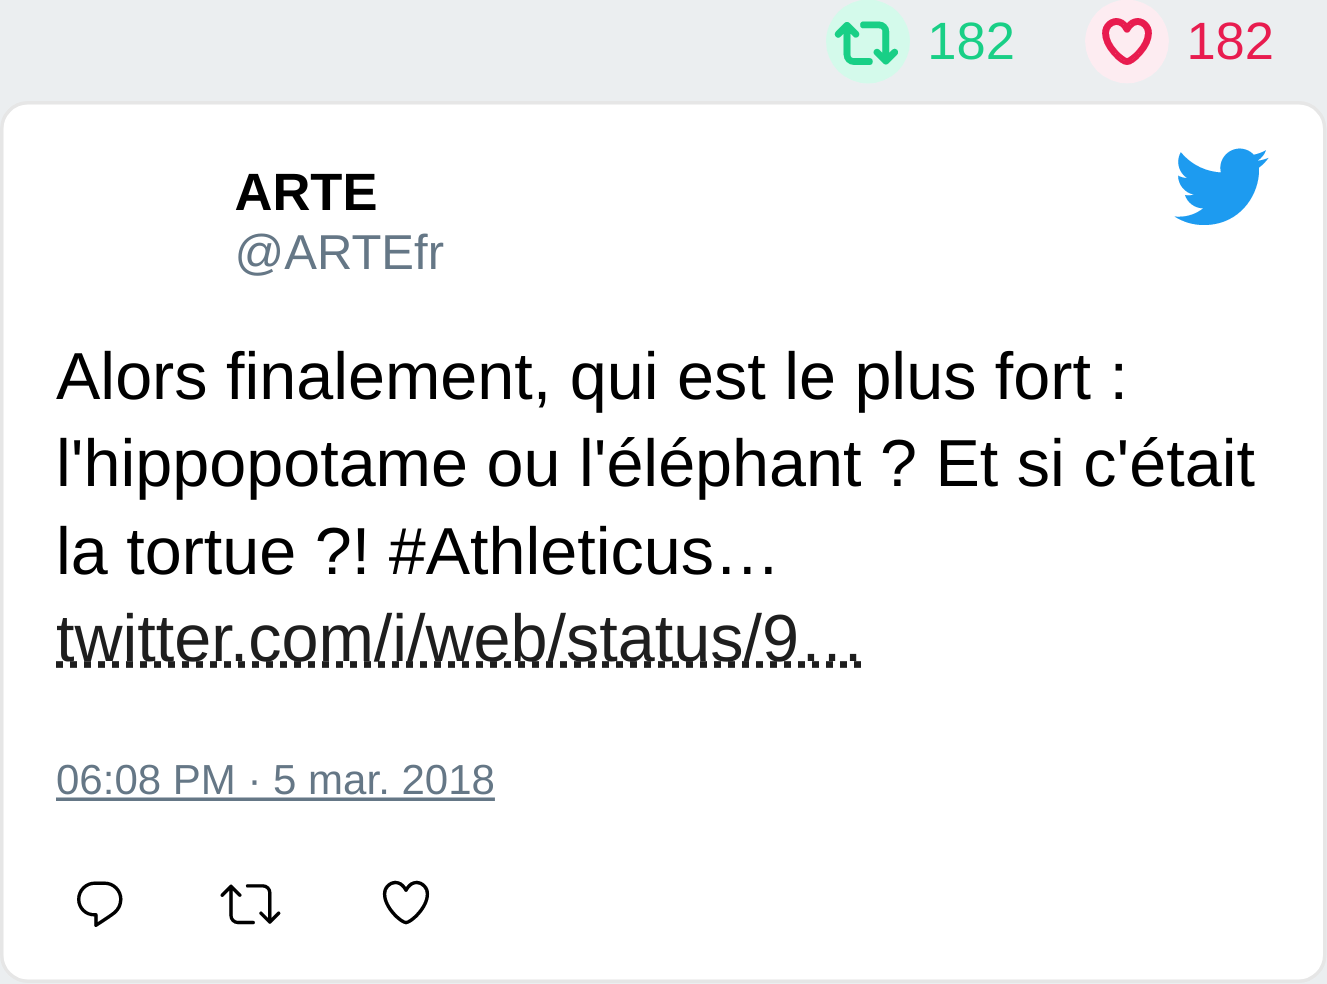 182 182
ARTE
@ARTEfr
Alors finalement, qui est le plus fort :
l'hippopotame ou l'éléphant ? Et si c'était
la tortue ?! #Athleticus…
twitter.com/i/web/status/9…
06:08 PM · 5 mar. 2018